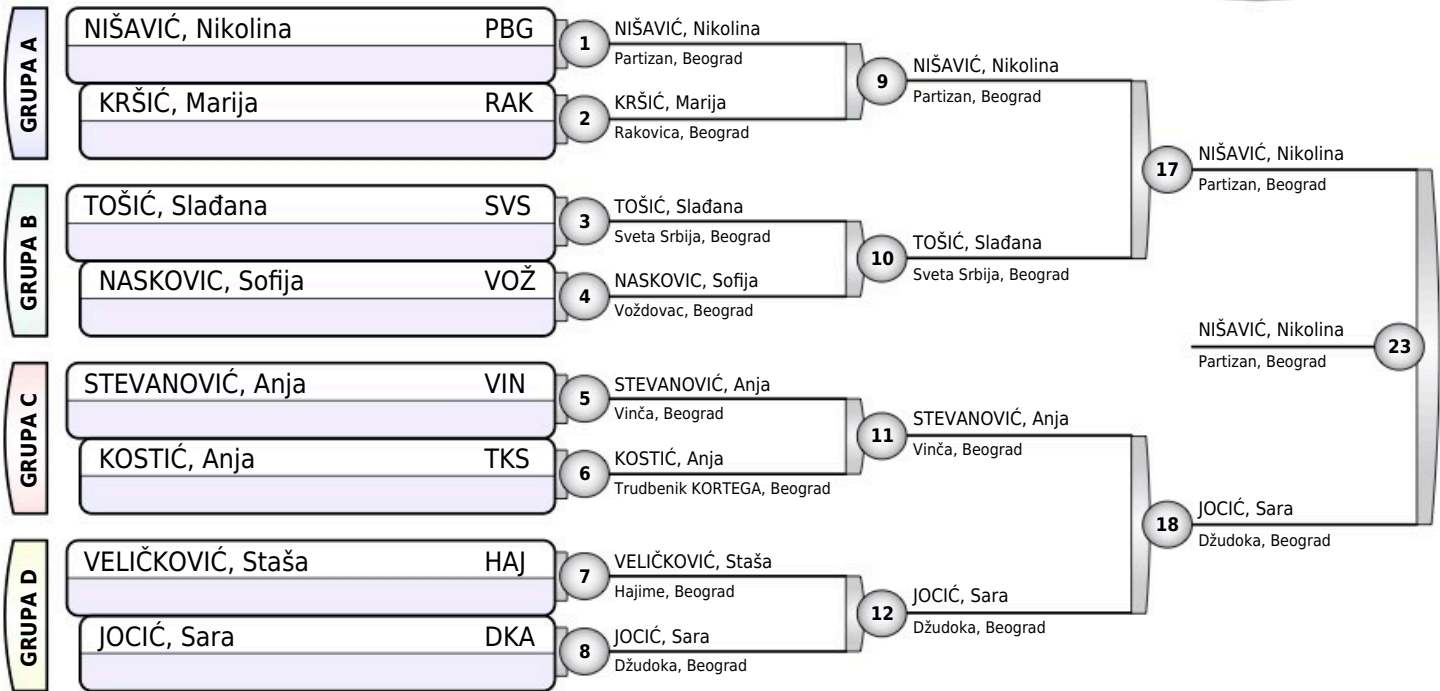 GRUPA A
NIŠAVIĆ, Nikolina PBG
KRŠIĆ, Marija RAK
GRUPA B
TOŠIĆ, Slađana SVS
NASKOVIC, Sofija VOŽ
GRUPA C
STEVANOVIĆ, Anja VIN
KOSTIĆ, Anja TKS
GRUPA D
VELIČKOVIĆ, Staša HAJ
JOCIĆ, Sara DKA
1
NIŠAVIĆ, Nikolina
Partizan, Beograd
2
KRŠIĆ, Marija
Rakovica, Beograd
3
TOŠIĆ, Slađana
Sveta Srbija, Beograd
4
NASKOVIC, Sofija
Voždovac, Beograd
5
STEVANOVIĆ, Anja
Vinča, Beograd
6
KOSTIĆ, Anja
Trudbenik KORTEGA, Beograd
7
VELIČKOVIĆ, Staša
Hajime, Beograd
8
JOCIĆ, Sara
Džudoka, Beograd
9
NIŠAVIĆ, Nikolina
Partizan, Beograd
10
TOŠIĆ, Slađana
Sveta Srbija, Beograd
11
STEVANOVIĆ, Anja
Vinča, Beograd
12
JOCIĆ, Sara
Džudoka, Beograd
17
NIŠAVIĆ, Nikolina
Partizan, Beograd
18
JOCIĆ, Sara
Džudoka, Beograd
NIŠAVIĆ, Nikolina
Partizan, Beograd
23